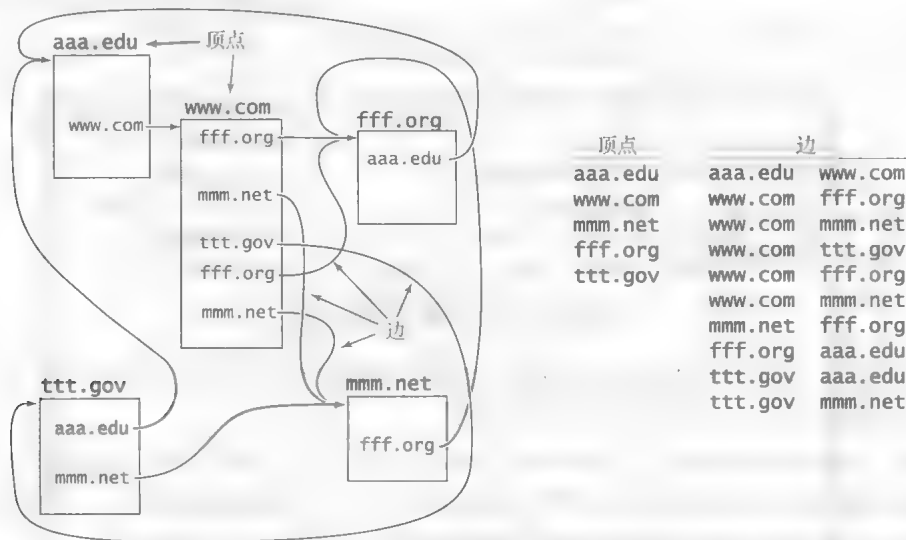 aaa.edu
顶点
www.com
www.com
fff.org
mmm.net
ttt.gov
fff.org
mmm.net
fff.org
aaa.edu
边
ttt.gov
aaa.edu
mmm.net
mmm.net
fff.org
顶点 边
aaa.edu aaa.edu www.com
www.com www.com fff.org
mmm.net www.com mmm.net
fff.org www.com ttt.gov
ttt.gov www.com fff.org
www.com mmm.net
mmm.net fff.org
fff.org aaa.edu
ttt.gov aaa.edu
ttt.gov mmm.net